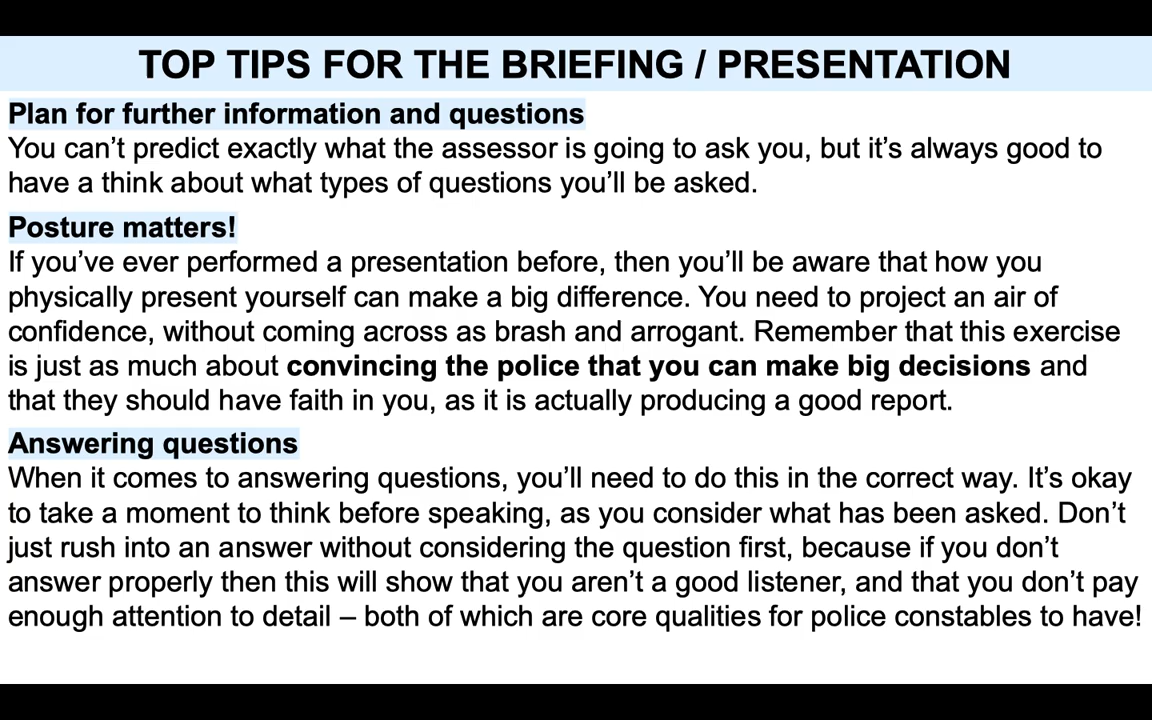 TOP TIPS FOR THE BRIEFING / PRESENTATION
Plan for further information and questions
You can’t predict exactly what the assessor is going to ask you, but it’s always good to
have a think about what types of questions you’ll be asked.
Posture matters!
If you’ve ever performed a presentation before, then you’ll be aware that how you
physically present yourself can make a big difference. You need to project an air of
confidence, without coming across as brash and arrogant. Remember that this exercise
is just as much about convincing the police that you can make big decisions and
that they should have faith in you, as it is actually producing a good report.
Answering questions
When it comes to answering questions, you’ll need to do this in the correct way. It’s okay
to take a moment to think before speaking, as you consider what has been asked. Don’t
just rush into an answer without considering the question first, because if you don’t
answer properly then this will show that you aren’t a good listener, and that you don’t pay
enough attention to detail – both of which are core qualities for police constables to have!